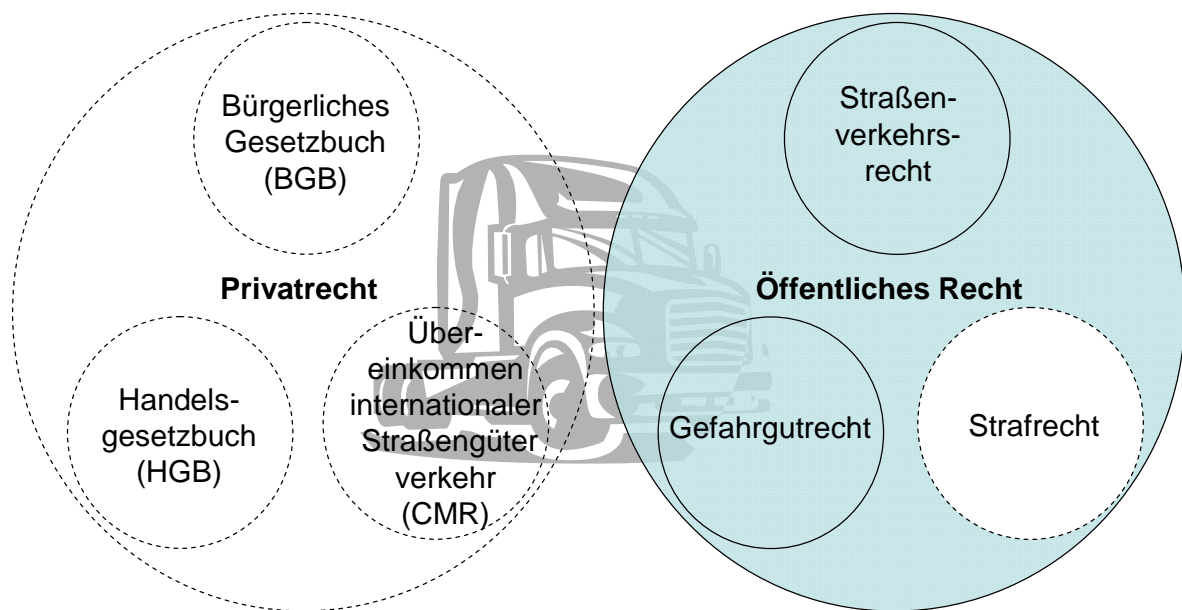 Bürgerliches
Gesetzbuch
(BGB)
Privatrecht
Handels-
gesetzbuch
(HGB)
Über-
einkommen
internationaler
Straßengüter
verkehr
(CMR)
Straßen-
verkehrs-
recht
Öffentliches Recht
Gefahrgutrecht
Strafrecht